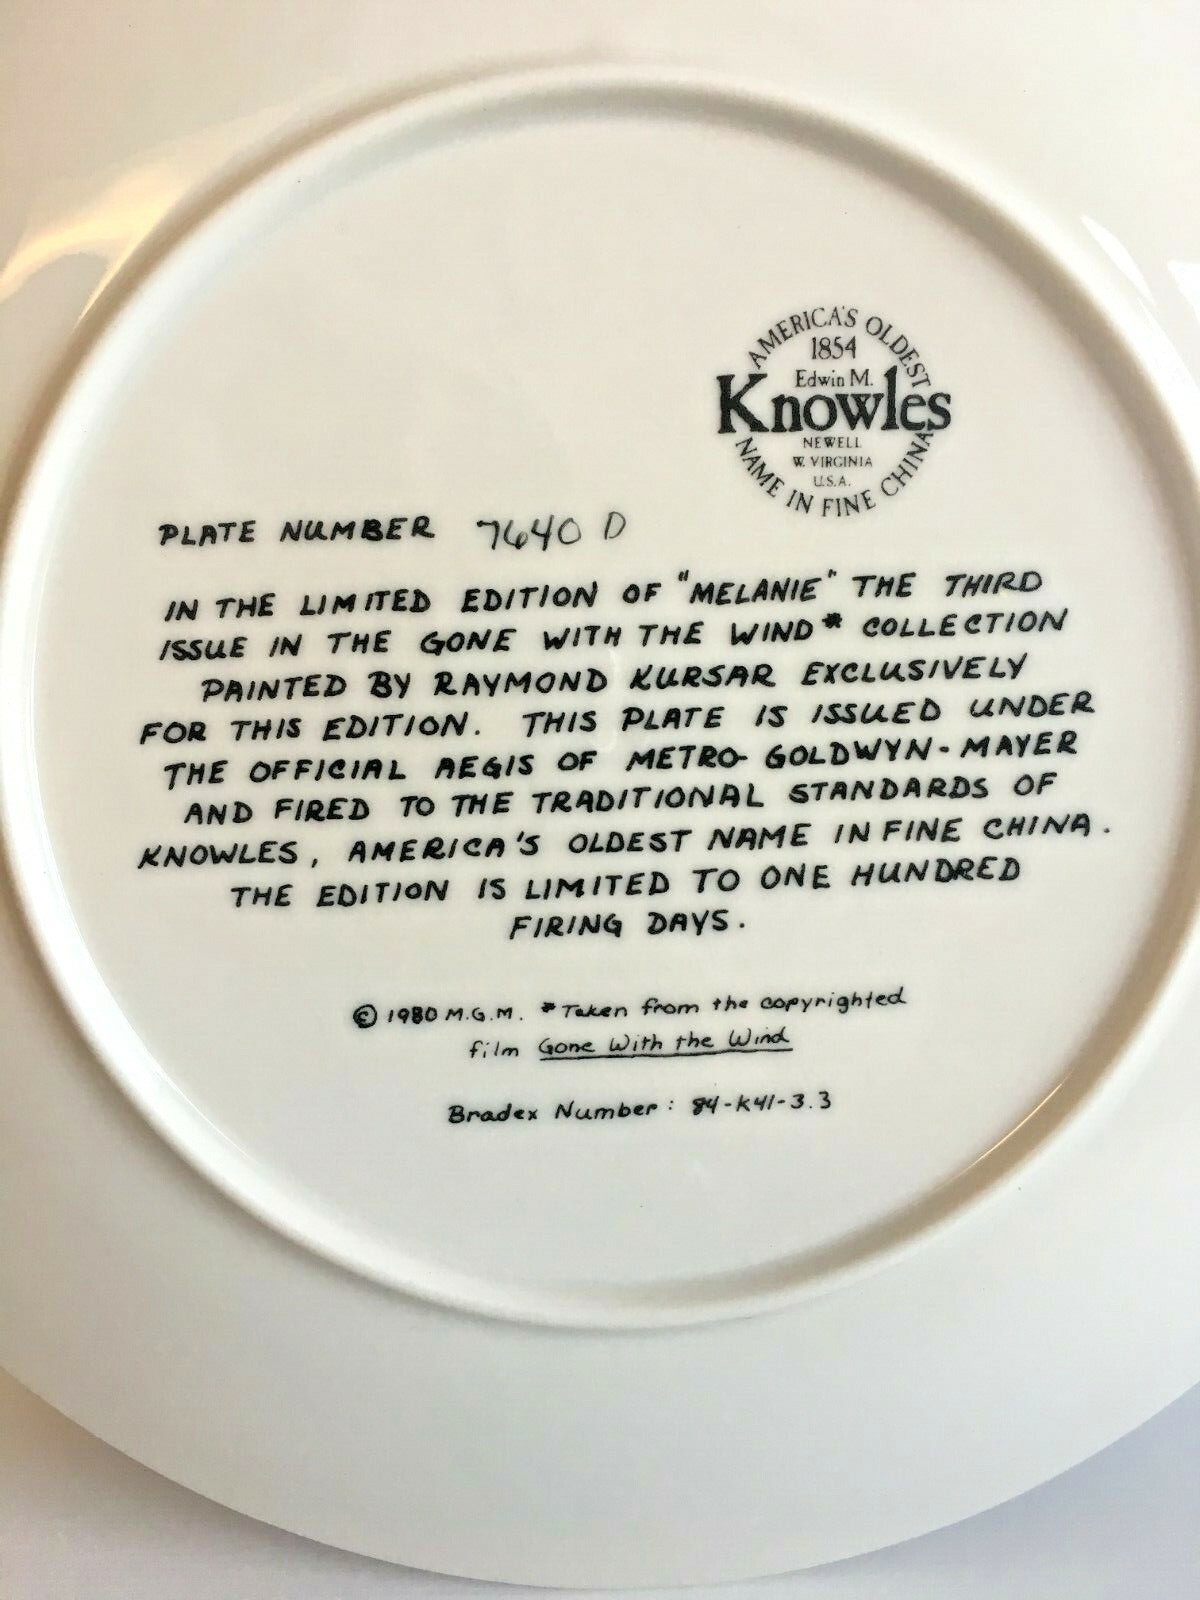 AMERICA'S OLDEST
1854
Edwin M.
Knowles
NEWELL
W. VIRGINIA
U.S.A.
NAME IN FINE CHINA
PLATE NUMBER 7640 D
IN THE LIMITED EDITION OF "MELANIE" THE THIRD
ISSUE IN THE GONE WITH THE WIND* COLLECTION
PAINTED BY RAYMOND KURSAR EXCLUSIVELY
FOR THIS EDITION. THIS PLATE IS ISSUED UNDER
THE OFFICIAL AEGIS OF METRO-GOLDWYN-MAYER
AND FIRED TO THE TRADITIONAL STANDARDS OF
KNOWLES, AMERICA'S OLDEST NAME IN FINE CHINA.
THE EDITION IS LIMITED TO ONE HUNDRED
FIRING DAYS.
© 1980 M.G.M. *Taken from the copyrighted
film Gone With the Wind
Bradex Number: 84-K41-3.3